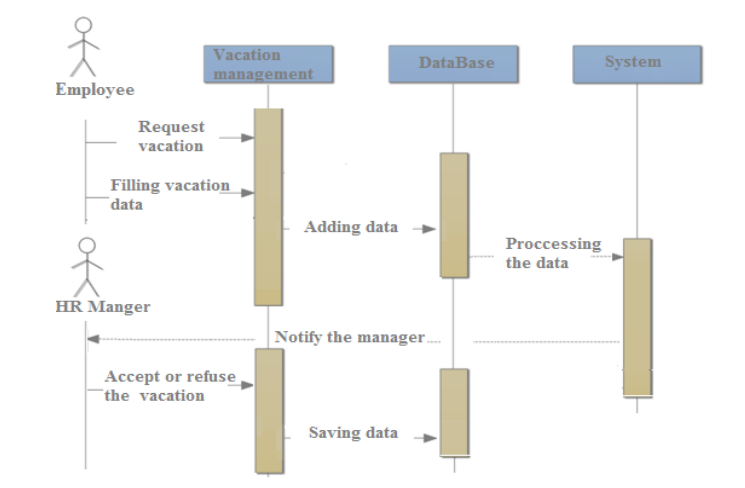 Employee
Vacation
management
DataBase
System
Request
vacation
Filling vacation
data
Adding data
Proccessing
the data
HR Manger
Notify the manager
Accept or refuse
the vacation
Saving data